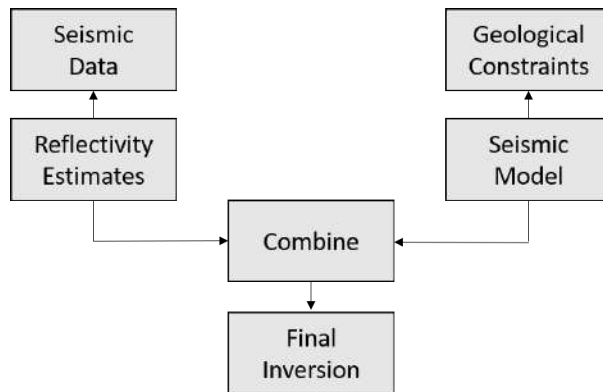 Seismic
Data
Geological
Constraints
Reflectivity
Estimates
Seismic
Model
Combine
Final
Inversion